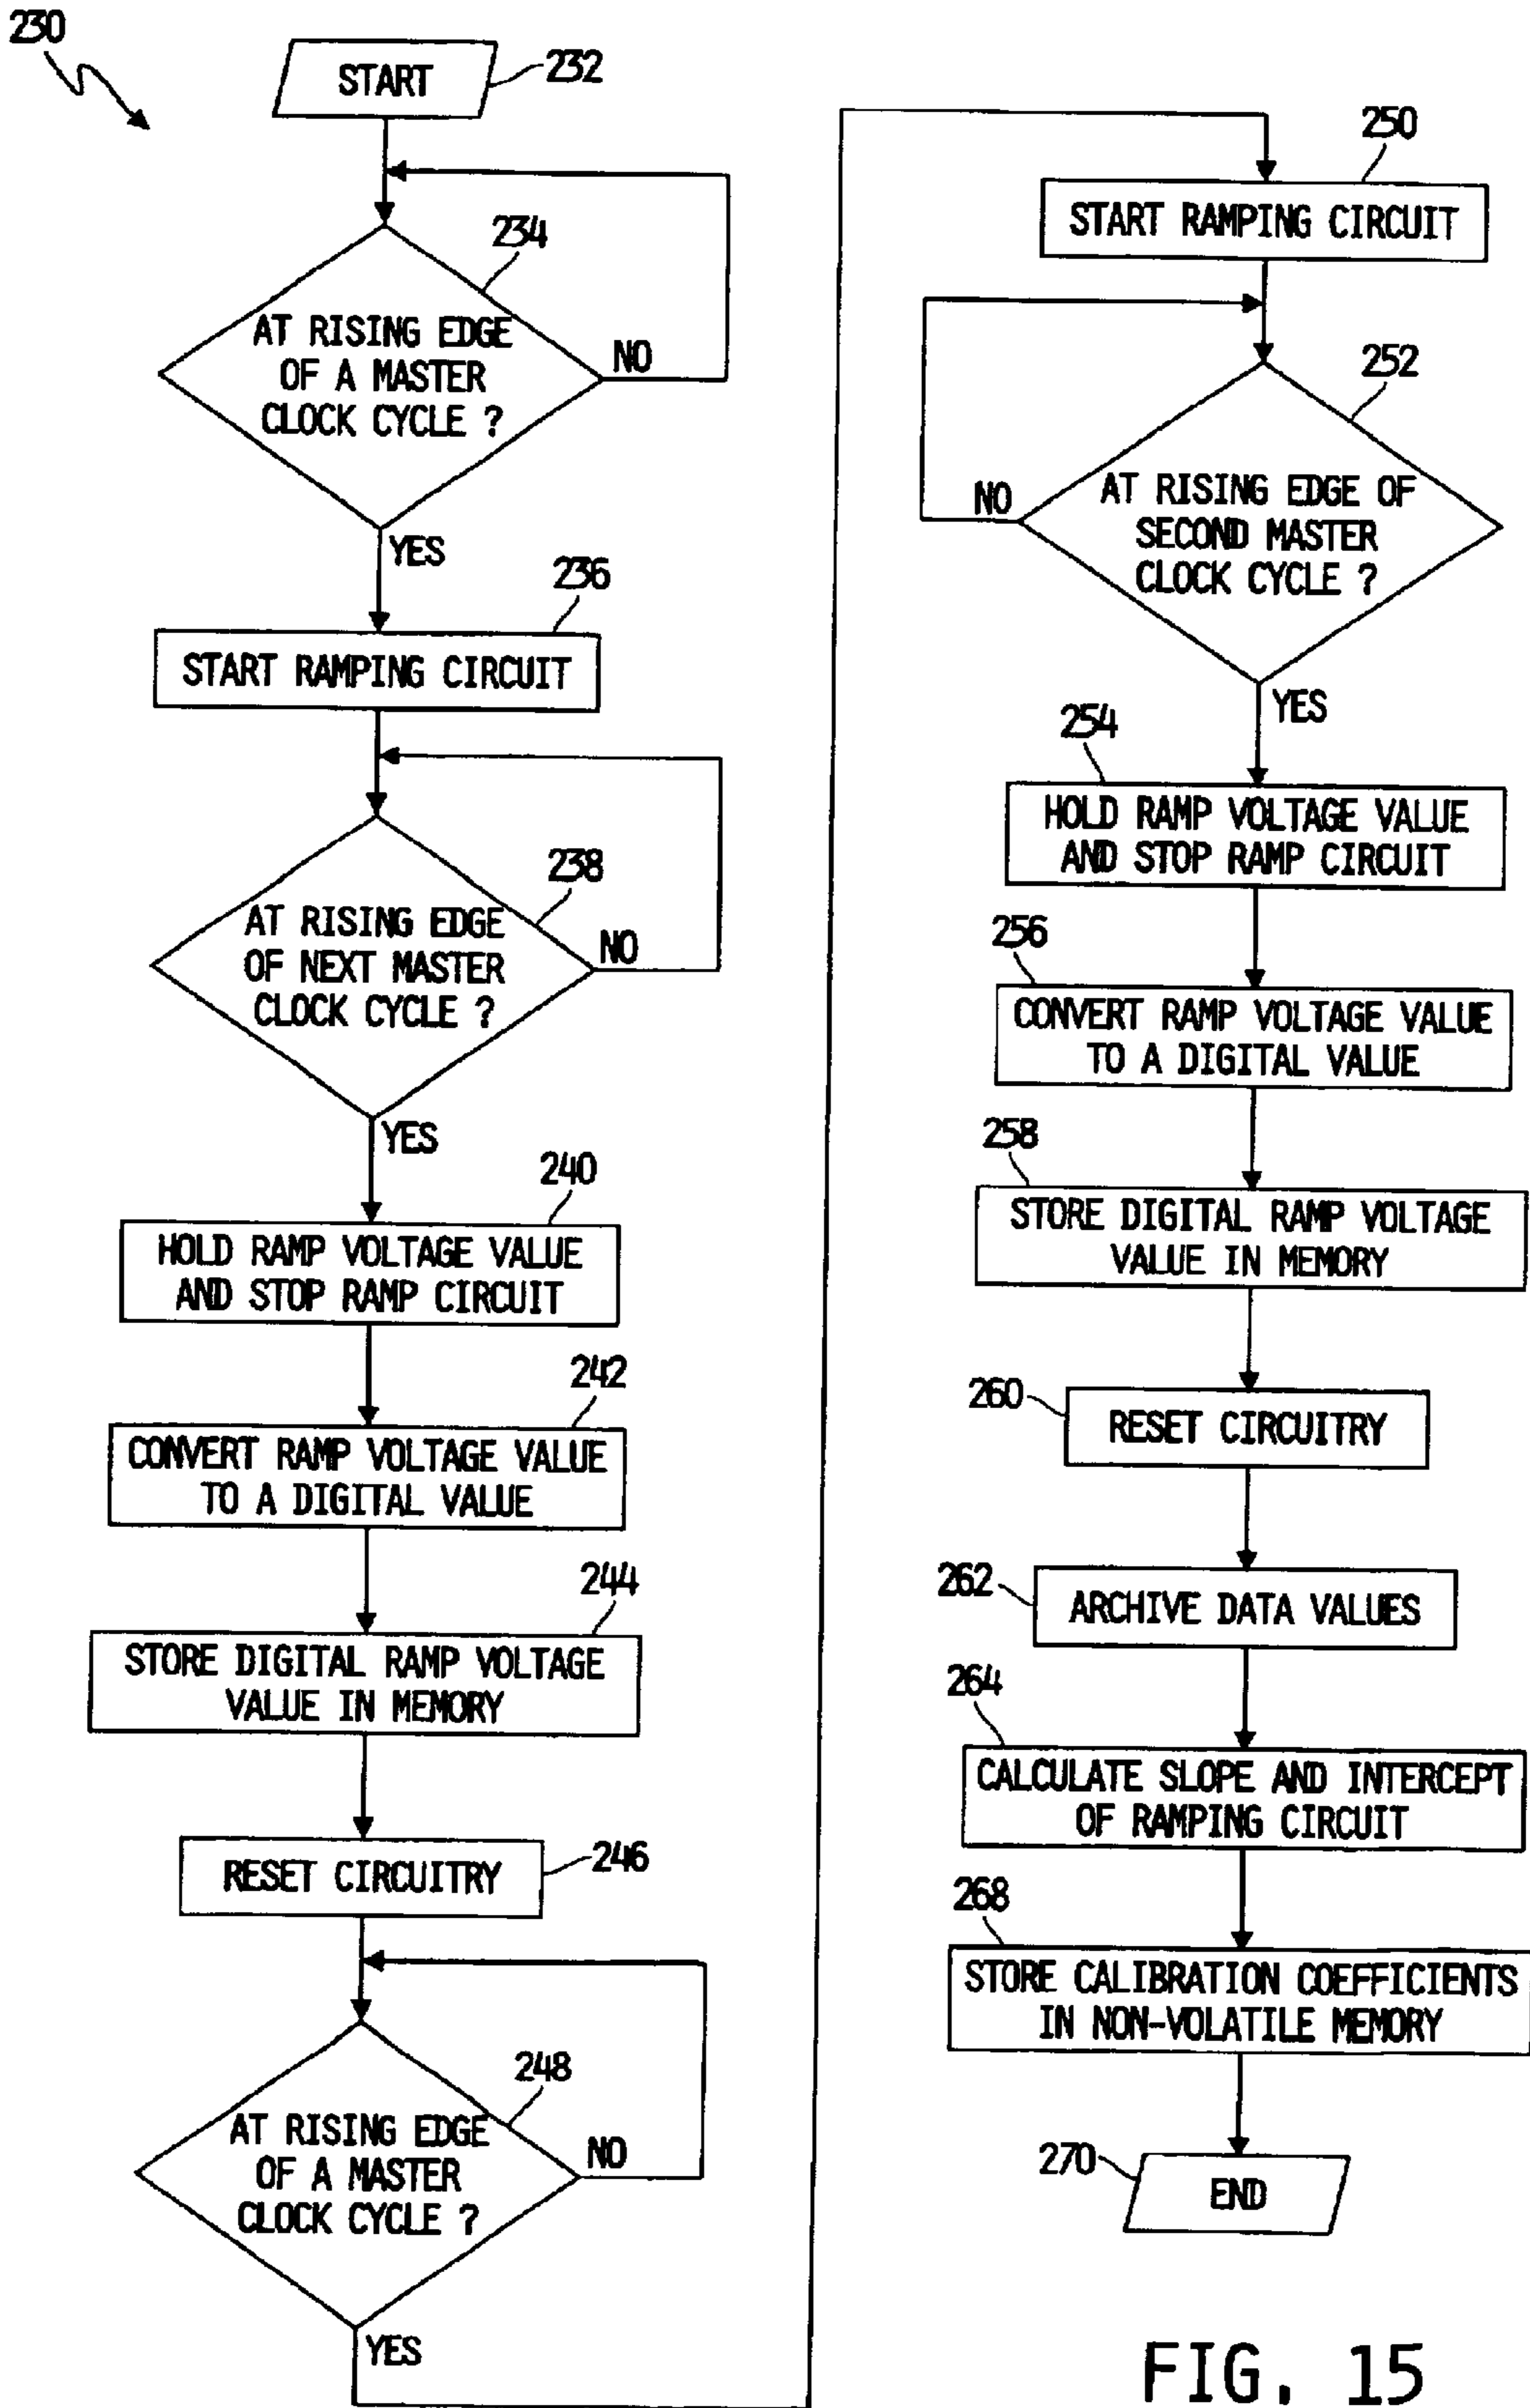 230
START
232
234
AT RISING EDGE
OF A MASTER
CLOCK CYCLE ?
NO
YES
236
START RAMPING CIRCUIT
238
AT RISING EDGE
OF NEXT MASTER
CLOCK CYCLE ?
NO
YES
240
HOLD RAMP VOLTAGE VALUE
AND STOP RAMP CIRCUIT
242
CONVERT RAMP VOLTAGE VALUE
TO A DIGITAL VALUE
244
STORE DIGITAL RAMP VOLTAGE
VALUE IN MEMORY
RESET CIRCUITRY
246
248
AT RISING EDGE
OF A MASTER
CLOCK CYCLE ?
NO
YES
250
START RAMPING CIRCUIT
252
AT RISING EDGE OF
SECOND MASTER
CLOCK CYCLE ?
NO
YES
254
HOLD RAMP VOLTAGE VALUE
AND STOP RAMP CIRCUIT
256
CONVERT RAMP VOLTAGE VALUE
TO A DIGITAL VALUE
258
STORE DIGITAL RAMP VOLTAGE
VALUE IN MEMORY
260
RESET CIRCUITRY
262
ARCHIVE DATA VALUES
264
CALCULATE SLOPE AND INTERCEPT
OF RAMPING CIRCUIT
268
STORE CALIBRATION COEFFICIENTS
IN NON-VOLATILE MEMORY
270
END
FIG. 15